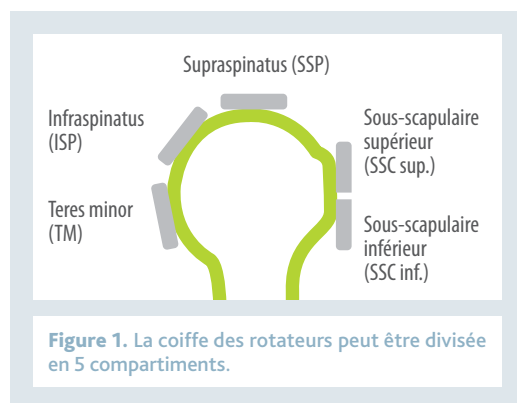 Supraspinatus (SSP)
Infraspinatus
(ISP)
Teres minor
(TM)
Sous-scapulaire
supérieur
(SSC sup.)
Sous-scapulaire
inférieur
(SSC inf.)
Figure 1. La coiffe des rotateurs peut être divisée
en 5 compartiments.